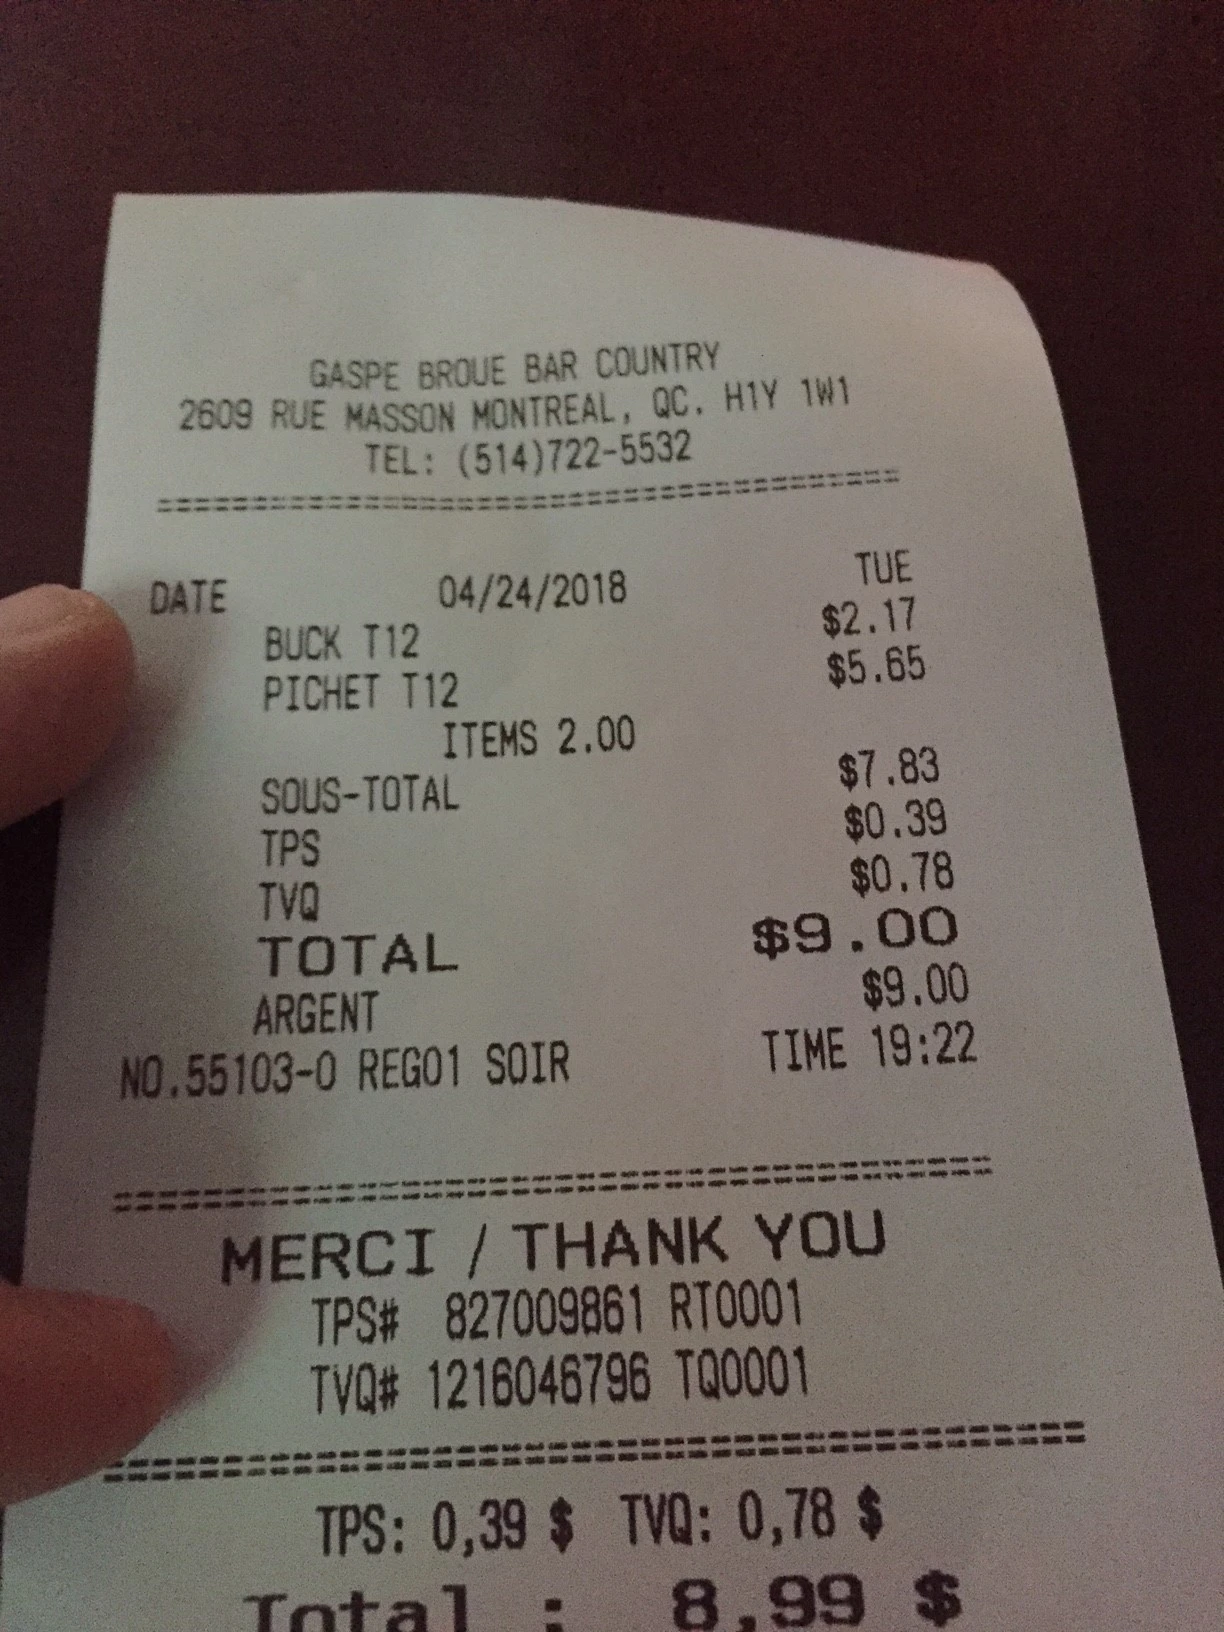 GASPE BROUE BAR COUNTRY
2609 RUE MASSON MONTREAL, QC. H1Y 1W1
TEL: (514)722-5532
DATE 04/24/2018 TUE
BUCK T12 $2.17
PICHET T12 $5.65
ITEMS 2.00
SOUS-TOTAL $7.83
TPS $0.39
TVQ $0.78
TOTAL $9.00
ARGENT $9.00
NO.55103-0 REG01 SOIR TIME 19:22
MERCI / THANK YOU
TPS# 827009861 RT0001
TVQ# 1216046796 TQ0001
TPS: 0,39 $ TVQ: 0,78 $
Total : 8,99 $